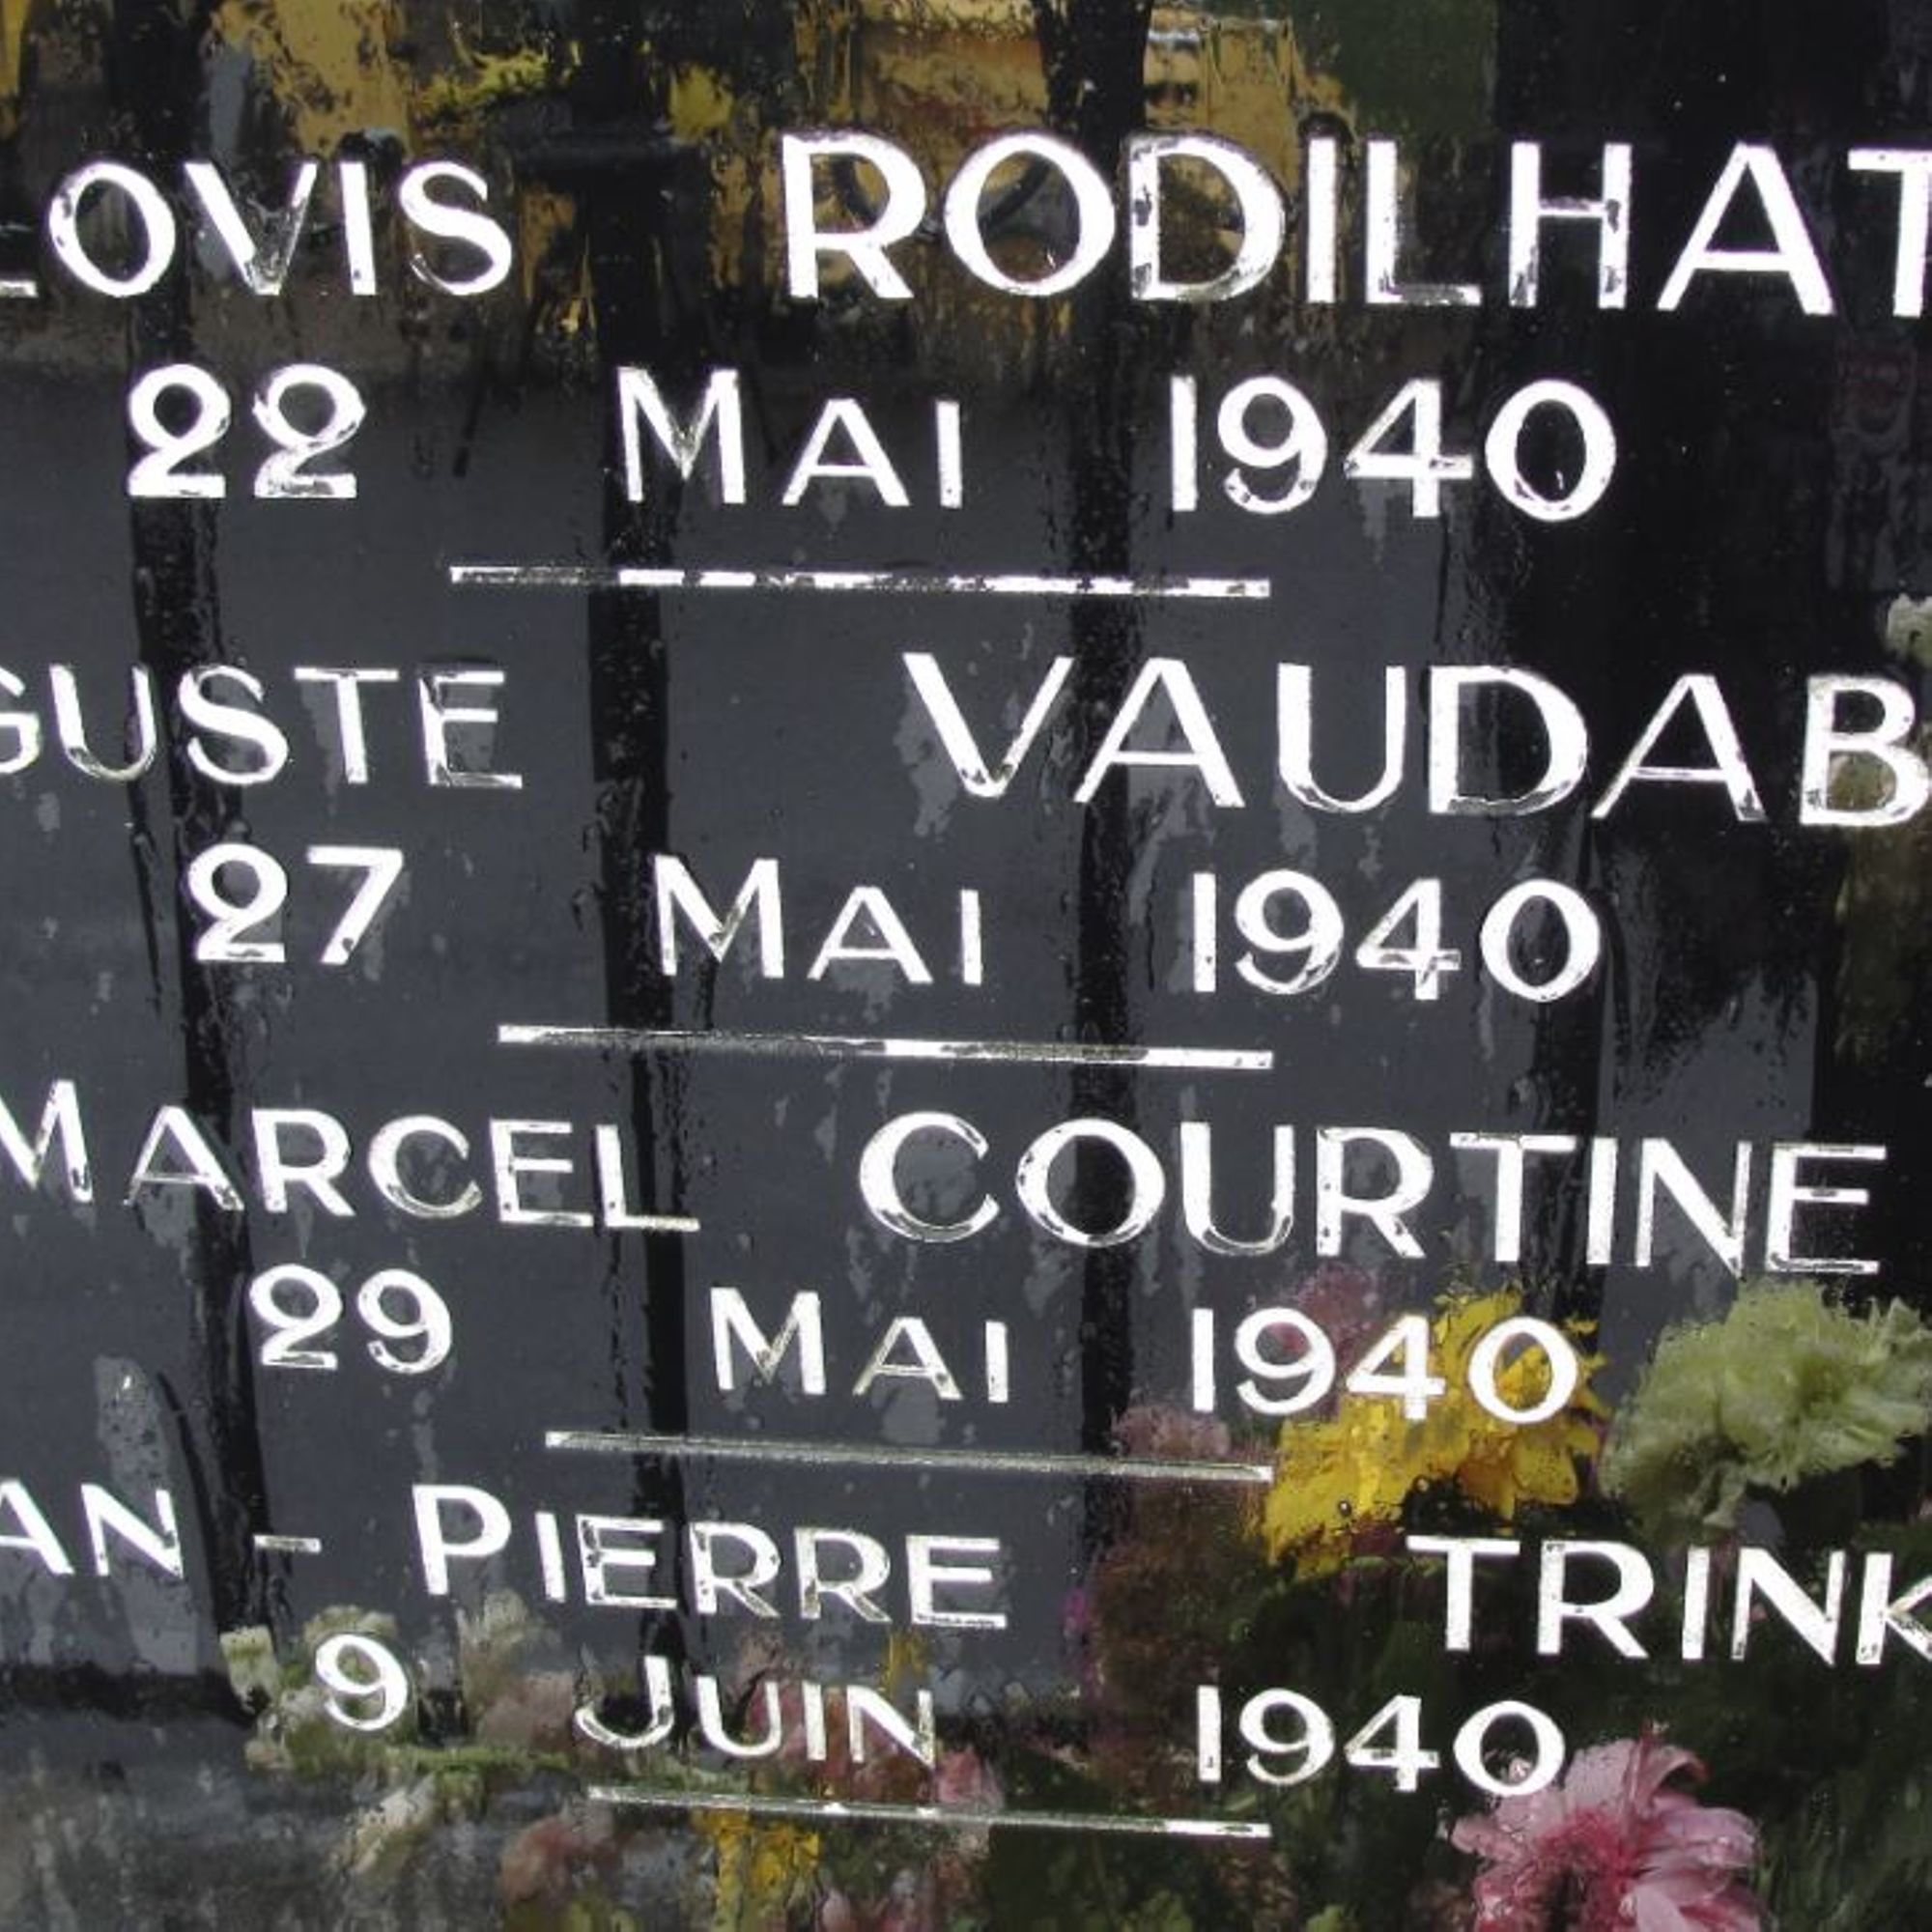 LOVIS RODILHAT
22 MAI 1940
GUSTE VAUDAB
27 MAI 1940
MARCEL COURTINE
29 MAI 1940
AN - PIERRE TRINK
9 JUIN 1940